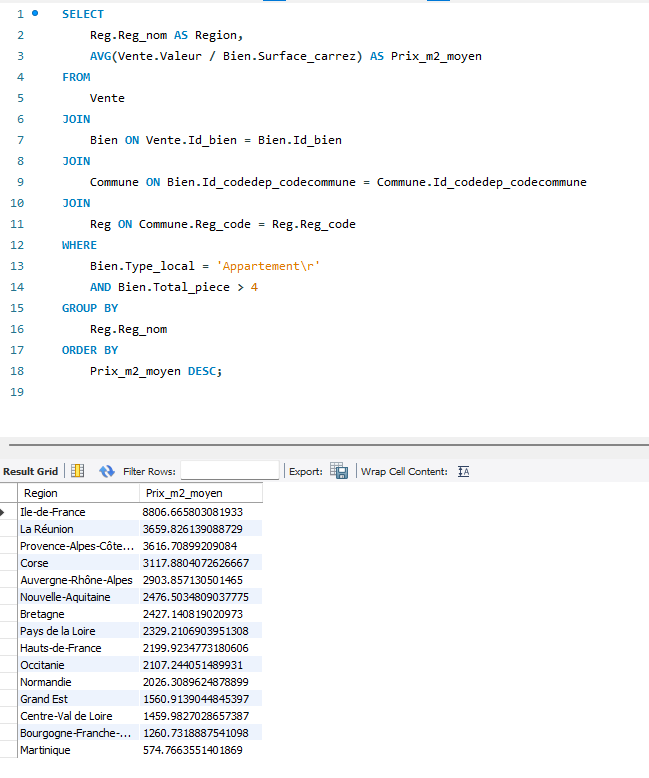 1 SELECT
2 Reg.Reg_nom AS Region,
3 AVG(Vente.Valeur / Bien.Surface_carrez) AS Prix_m2_moyen
4 FROM
5 Vente
6 JOIN
7 Bien ON Vente.Id_bien = Bien.Id_bien
8 JOIN
9 Commune ON Bien.Id_codedep_codecommune = Commune.Id_codedep_codecommune
10 JOIN
11 Reg ON Commune.Reg_code = Reg.Reg_code
12 WHERE
13 Bien.Type_local = 'Appartement\r'
14 AND Bien.Total_piece > 4
15 GROUP BY
16 Reg.Reg_nom
17 ORDER BY
18 Prix_m2_moyen DESC;
19
Result Grid Filter Rows: Export: Wrap Cell Content: IA
Region Prix_m2_moyen
Ile-de-France 8806.665803081933
La Réunion 3659.826139088729
Provence-Alpes-Côte... 3616.70899209084
Corse 3117.8804072626667
Auvergne-Rhône-Alpes 2903.857130501465
Nouvelle-Aquitaine 2476.5034809037775
Bretagne 2427.140819020973
Pays de la Loire 2329.2106903951308
Hauts-de-France 2199.9234773180606
Occitanie 2107.244051489931
Normandie 2026.3089624878899
Grand Est 1560.9139044845397
Centre-Val de Loire 1459.9827028657387
Bourgogne-Franche-... 1260.7318887541098
Martinique 574.7663551401869